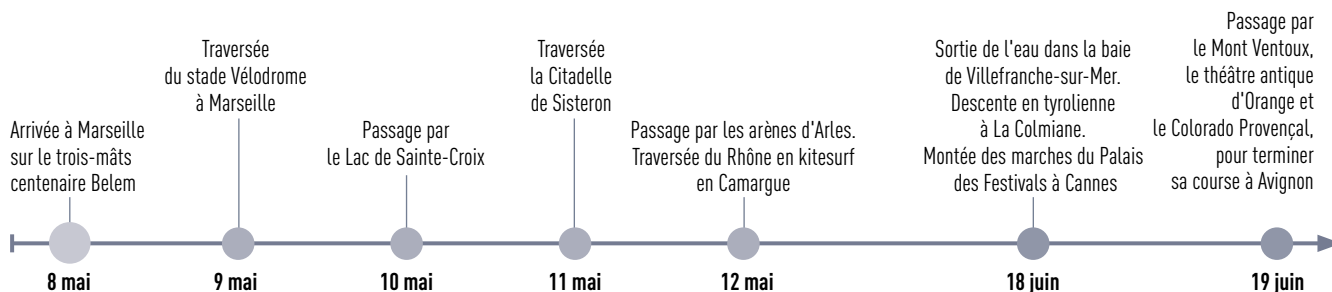 Arrivée à Marseille
sur le trois-mâts
centenaire Belem
8 mai
Traversée
du stade Vélodrome
à Marseille
9 mai
Passage par
le Lac de Sainte-Croix
10 mai
Traversée
la Citadelle
de Sisteron
11 mai
Passage par les arènes d'Arles.
Traversée du Rhône en kitesurf
en Camargue
12 mai
Sortie de l'eau dans la baie
de Villefranche-sur-Mer.
Descente en tyrolienne
à La Colmiane.
Montée des marches du Palais
des Festivals à Cannes
18 juin
Passage par
le Mont Ventoux,
le théâtre antique
d'Orange et
le Colorado Provençal,
pour terminer
sa course à Avignon
19 juin